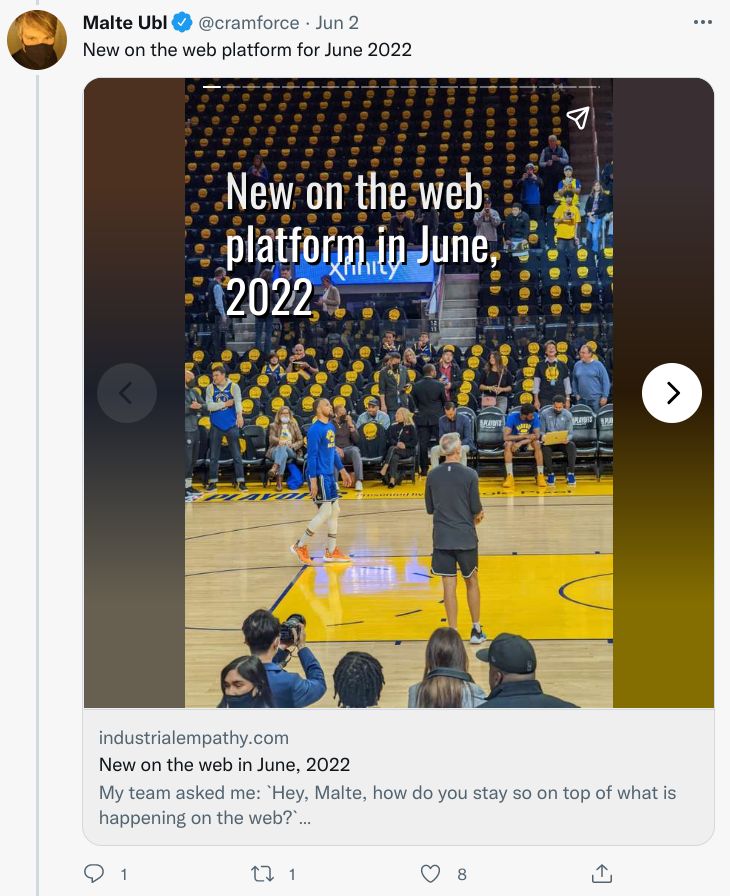 Malte Ubl @cramforce · Jun 2
New on the web platform for June 2022
New on the web
platform in June,
2022
xfinity
PLAYOF
industrialempathy.com
New on the web in June, 2022
My team asked me: `Hey, Malte, how do you stay so on top of what is
happening on the web?`...
1 1 8